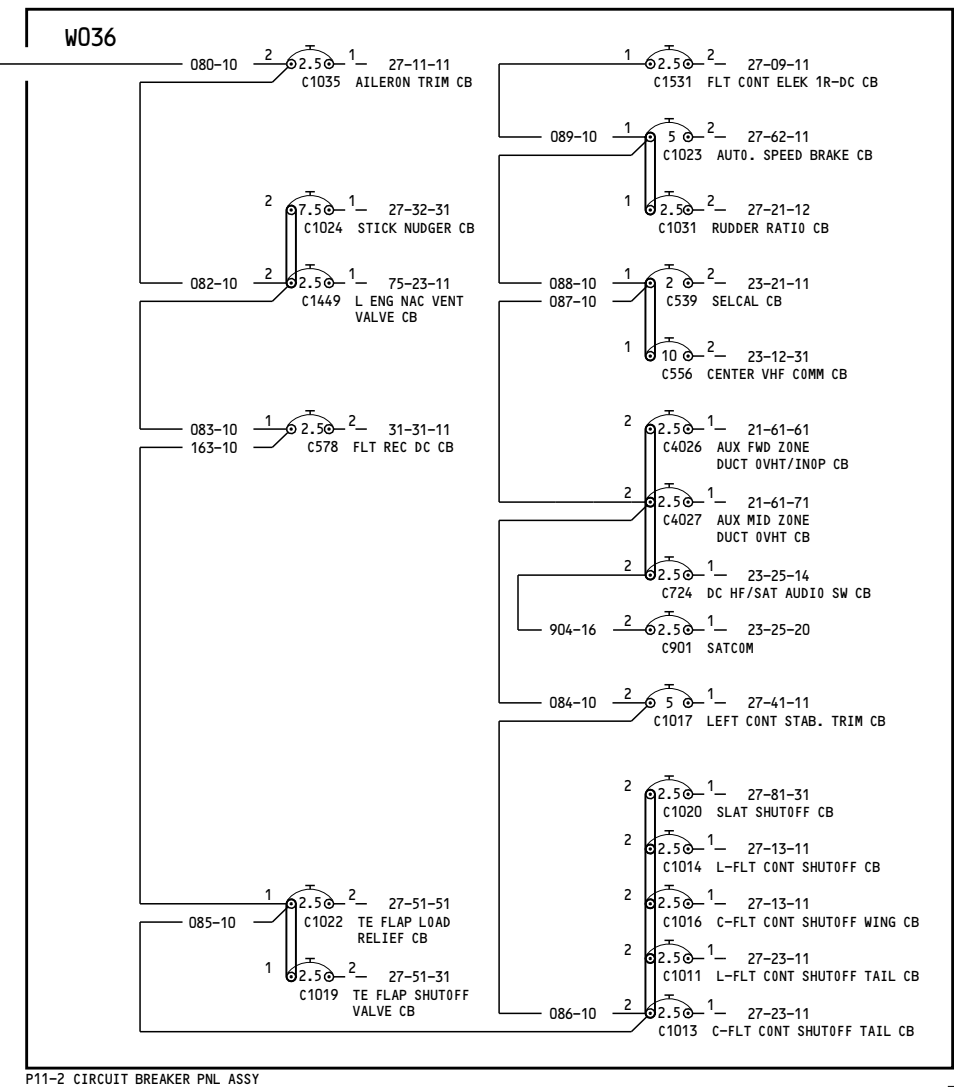 W036
080-10 2 2.5 1 27-11-11
C1035 AILERON TRIM CB
2 7.5 1 27-32-31
C1024 STICK NUDGER CB
082-10 2 2.5 1 75-23-11
C1449 L ENG NAC VENT
VALVE CB
083-10 1 2.5 2 31-31-11
163-10 C578 FLT REC DC CB
1 2.5 2 27-51-51
085-10 C1022 TE FLAP LOAD
RELIEF CB
1 2.5 2 27-51-31
C1019 TE FLAP SHUTOFF
VALVE CB
1 2.5 2 27-09-11
C1531 FLT CONT ELEK 1R-DC CB
089-10 1 5 2 27-62-11
C1023 AUTO. SPEED BRAKE CB
1 2.5 2 27-21-12
C1031 RUDDER RATIO CB
088-10 1 2 2 23-21-11
087-10 C539 SELCAL CB
1 10 2 23-12-31
C556 CENTER VHF COMM CB
2 2.5 1 21-61-61
C4026 AUX FWD ZONE
DUCT OVHT/INOP CB
2 2.5 1 21-61-71
C4027 AUX MID ZONE
DUCT OVHT CB
2 2.5 1 23-25-14
C724 DC HF/SAT AUDIO SW CB
904-16 2 2.5 1 23-25-20
C901 SATCOM
084-10 2 5 1 27-41-11
C1017 LEFT CONT STAB. TRIM CB
2 2.5 1 27-81-31
C1020 SLAT SHUTOFF CB
2 2.5 1 27-13-11
C1014 L-FLT CONT SHUTOFF CB
2 2.5 1 27-13-11
C1016 C-FLT CONT SHUTOFF WING CB
2 2.5 1 27-23-11
C1011 L-FLT CONT SHUTOFF TAIL CB
086-10 2 2.5 1 27-23-11
C1013 C-FLT CONT SHUTOFF TAIL CB
P11-2 CIRCUIT BREAKER PNL ASSY